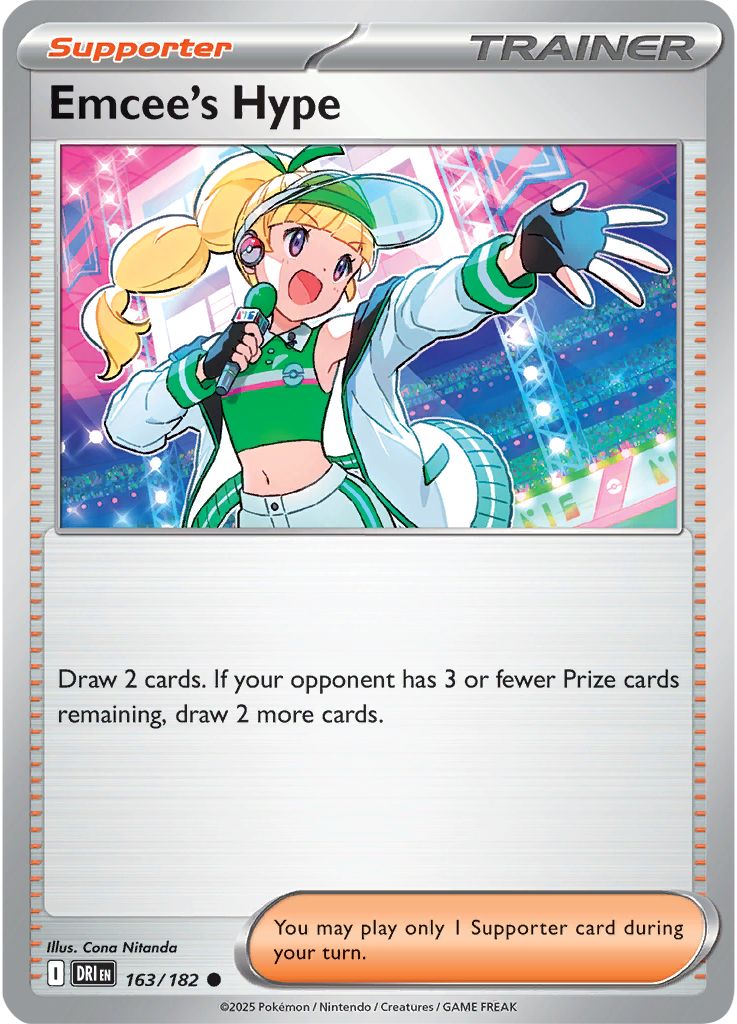 Supporter
TRAINER
Emcee's Hype
Draw 2 cards. If your opponent has 3 or fewer Prize cards
remaining, draw 2 more cards.
You may play only 1 Supporter card during
your turn.
Illus. Cona Nitanda
I DRI EN 163/182
©2025 Pokémon / Nintendo / Creatures / GAME FREAK